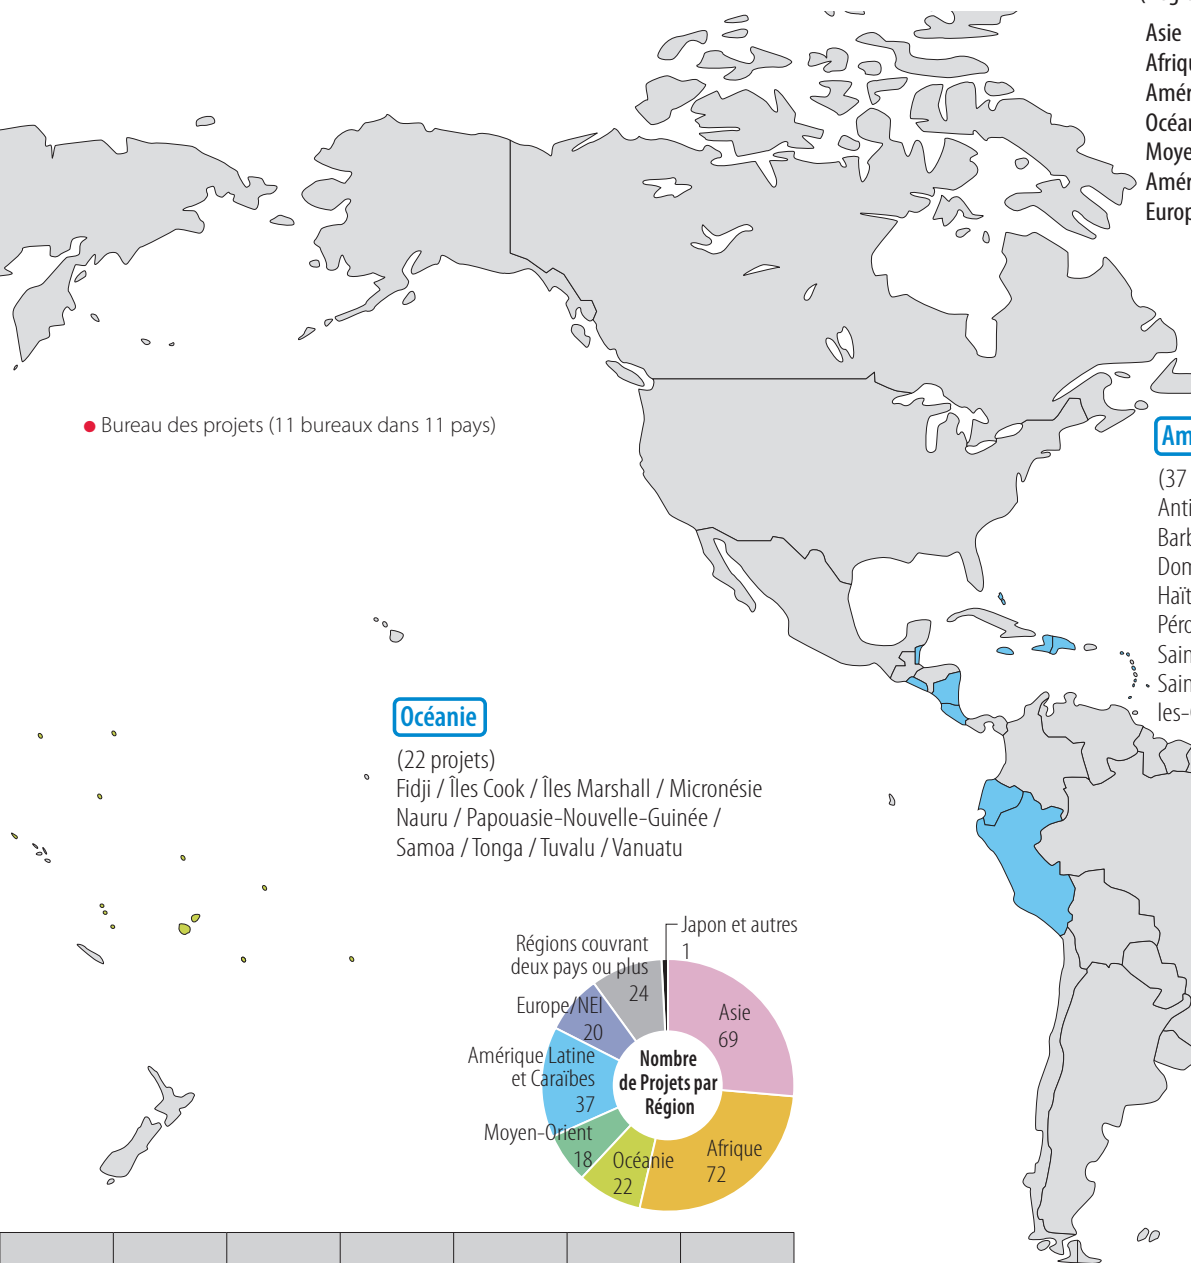 Asie
● Bureau des projets (11 bureaux dans 11 pays)
(37
Océanie
(22 projets)
Fidji / Îles Cook / Îles Marshall / Micronésie
Nauru / Papouasie-Nouvelle-Guinée /
Samoa / Tonga / Tuvalu / Vanuatu
Japon et autres
1
Régions couvrant
deux pays ou plus
24
Europe/NEI
20
Amérique Latine
et Caraïbes
37
Moyen-Orient
18
Océanie
22
Afrique
72
Asie
69
Nombre
de Projets par
Région